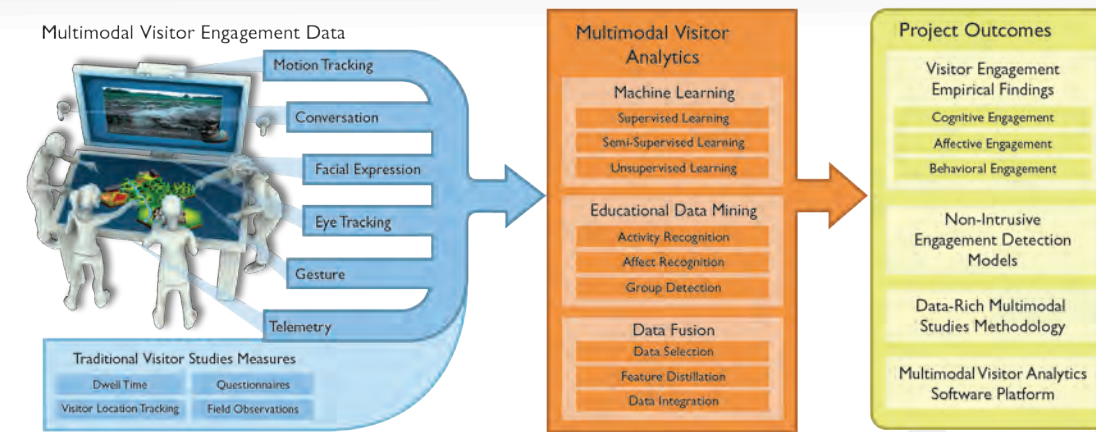 Multimodal Visitor Engagement Data
Motion Tracking
Conversation
Facial Expression
Eye Tracking
Gesture
Telemetry
Traditional Visitor Studies Measures
Dwell Time
Questionnaires
Visitor Location Tracking
Field Observations
Multimodal Visitor
Analytics
Machine Learning
Supervised Learning
Semi-Supervised Learning
Unsupervised Learning
Educational Data Mining
Activity Recognition
Affect Recognition
Group Detection
Data Fusion
Data Selection
Feature Distillation
Data Integration
Project Outcomes
Visitor Engagement
Empirical Findings
Cognitive Engagement
Affective Engagement
Behavioral Engagement
Non-Intrusive
Engagement Detection
Models
Data-Rich Multimodal
Studies Methodology
Multimodal Visitor Analytics
Software Platform